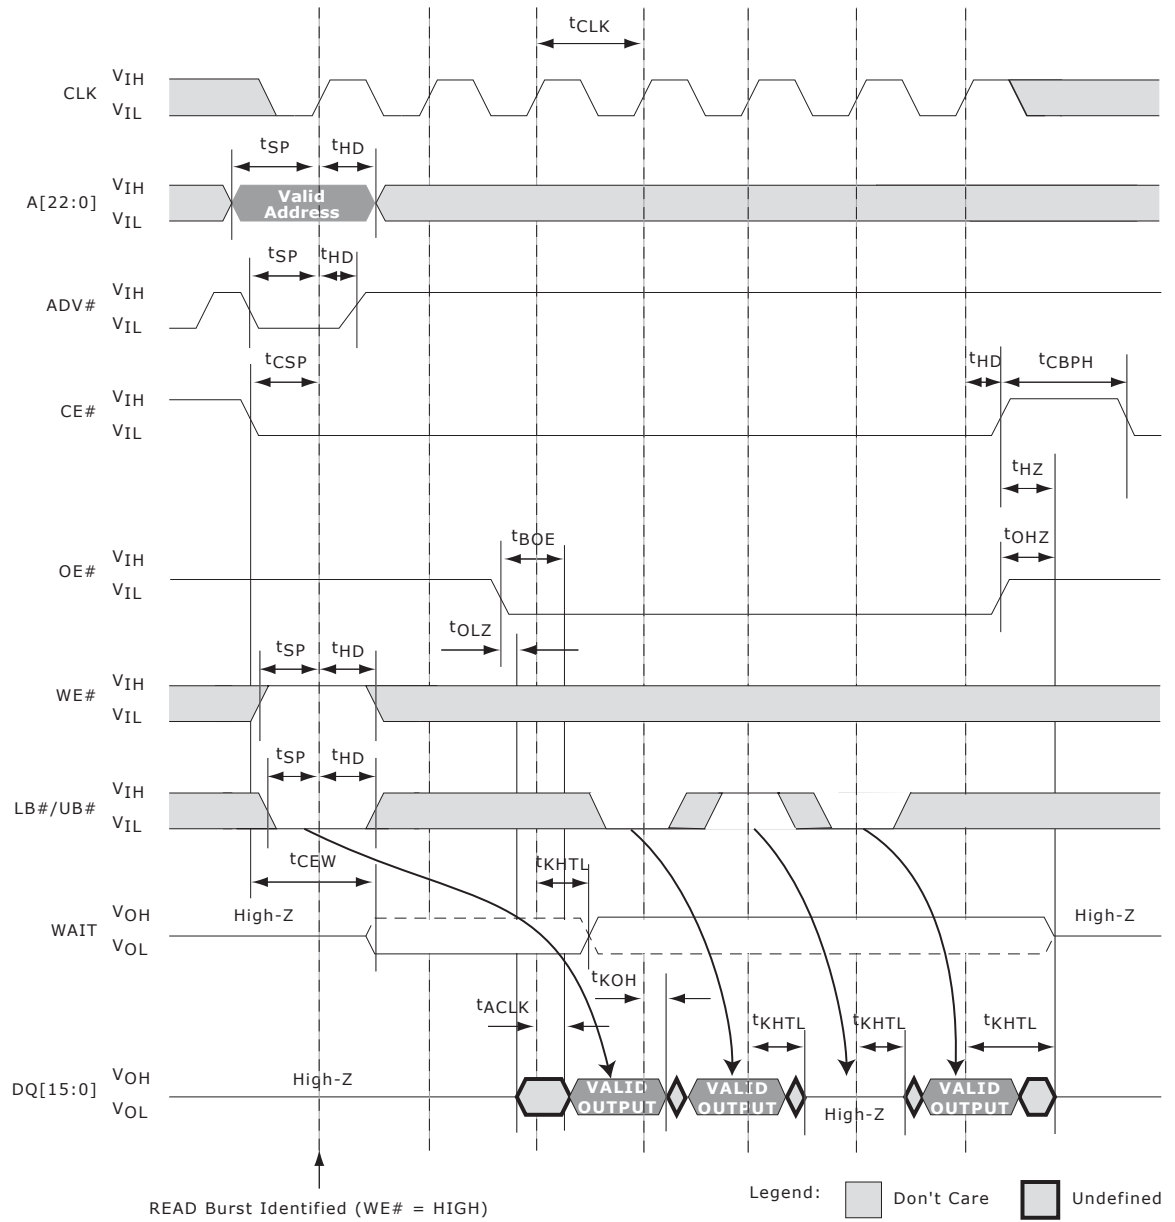 tCLK
CLK VIH
VIL
tSP tHD
A[22:0] VIH
VIL
Valid
Address
tSP tHD
ADV# VIH
VIL
tCSP tHD tCBPH
CE# VIH
VIL
tHZ
tBOE tOHZ
OE# VIH
VIL
tOLZ
tSP tHD
WE# VIH
VIL
tSP tHD
LB#/UB# VIH
VIL
tCEW tKHTL
WAIT VOH
VOL
High-Z High-Z
tKOH
tACLK tKHTL tKHTL tKHTL
DQ[15:0] VOH
VOL
High-Z
VALID
OUTPUT
VALID
OUTPUT
High-Z
VALID
OUTPUT
READ Burst Identified (WE# = HIGH)
Legend: Don't Care Undefined